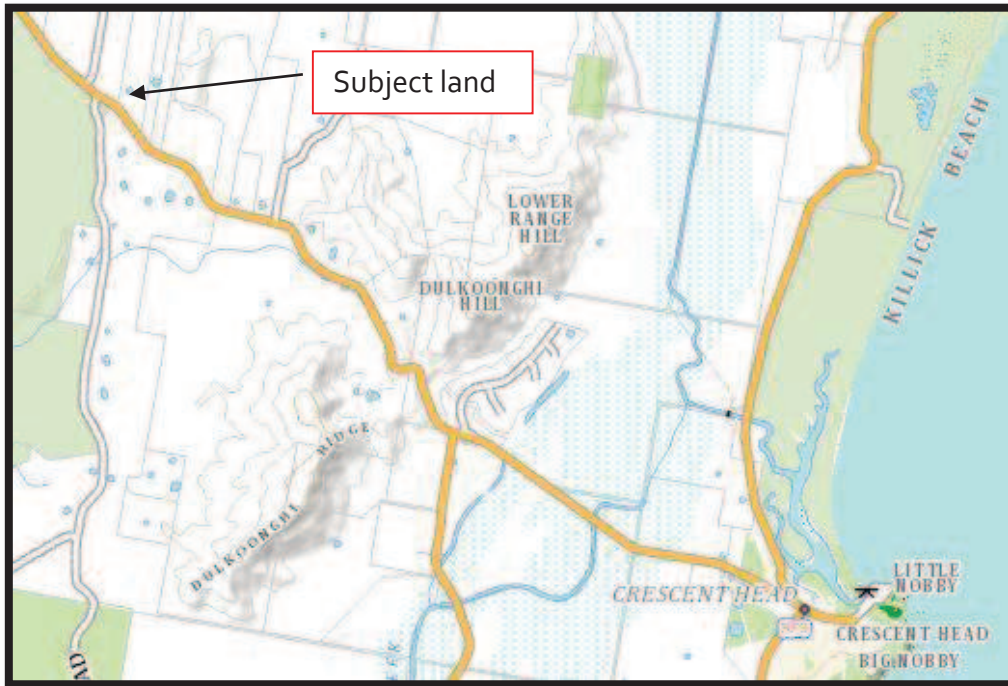 Subject land
KILLICK BEACH
LOWER
RANGE
HILL
DULKOONGHI
HILL
DULKOONGHI RIDGE
CRESCENT HEAD
LITTLE
NOBBY
CRESCENT HEAD
BIG NOBBY